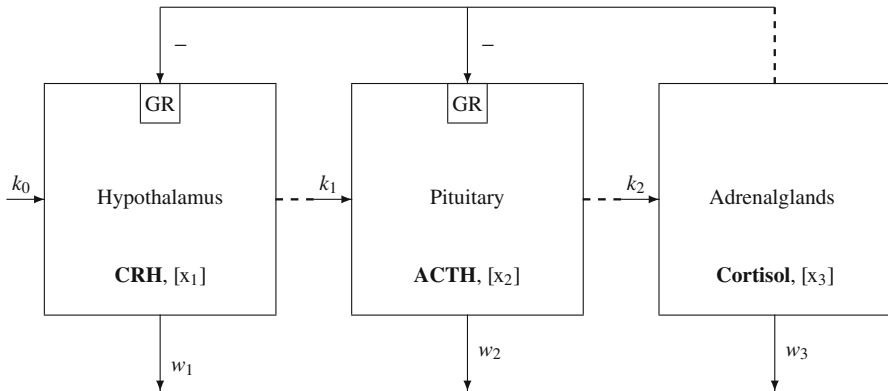 − −
GR GR
k₀ Hypothalamus k₁ Pituitary k₂ Adrenalglands
CRH, [x₁] ACTH, [x₂] Cortisol, [x₃]
w₁ w₂ w₃